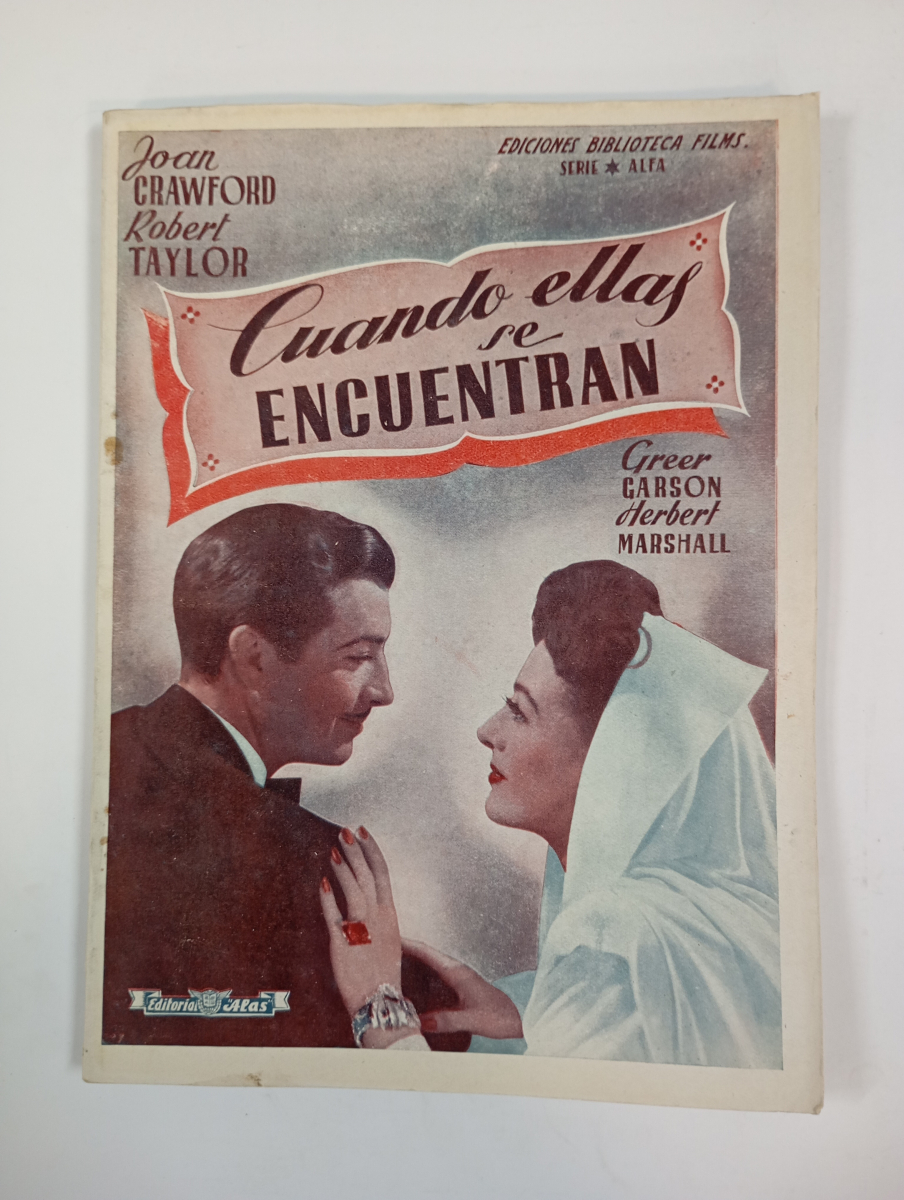 Joan
CRAWFORD
Robert
TAYLOR
EDICIONES BIBLIOTECA FILMS.
SERIE ★ ALFA
Cuando ellas
se
ENCUENTRAN
Greer
GARSON
Herbert
MARSHALL
Editorial "Alas"